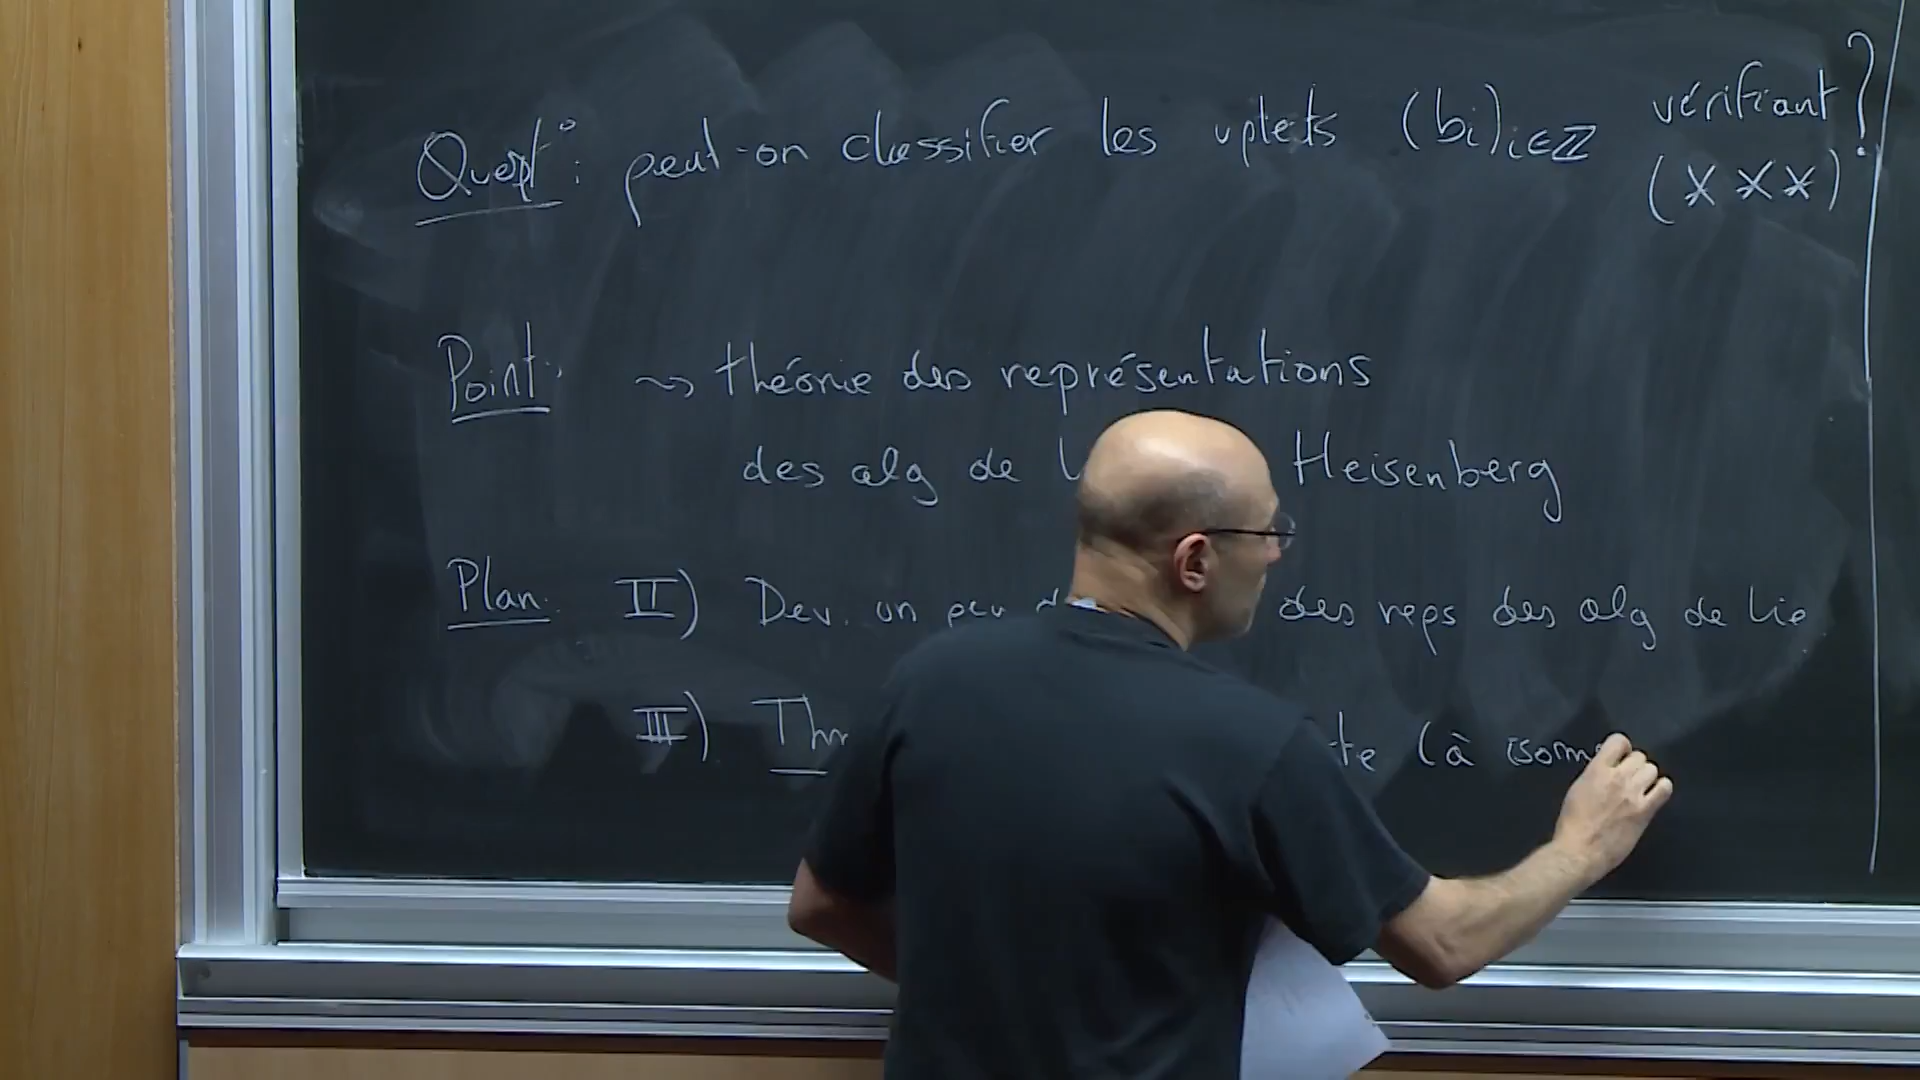 Quest°: peut-on classifier les uplets (bi)i∈ℤ vérifiant ?
(***)
Point: ⇝ théorie des représentations
des alg de Heisenberg
Plan: II) Dev. un peu des reps des alg de Lie
III) Thm te (à isom